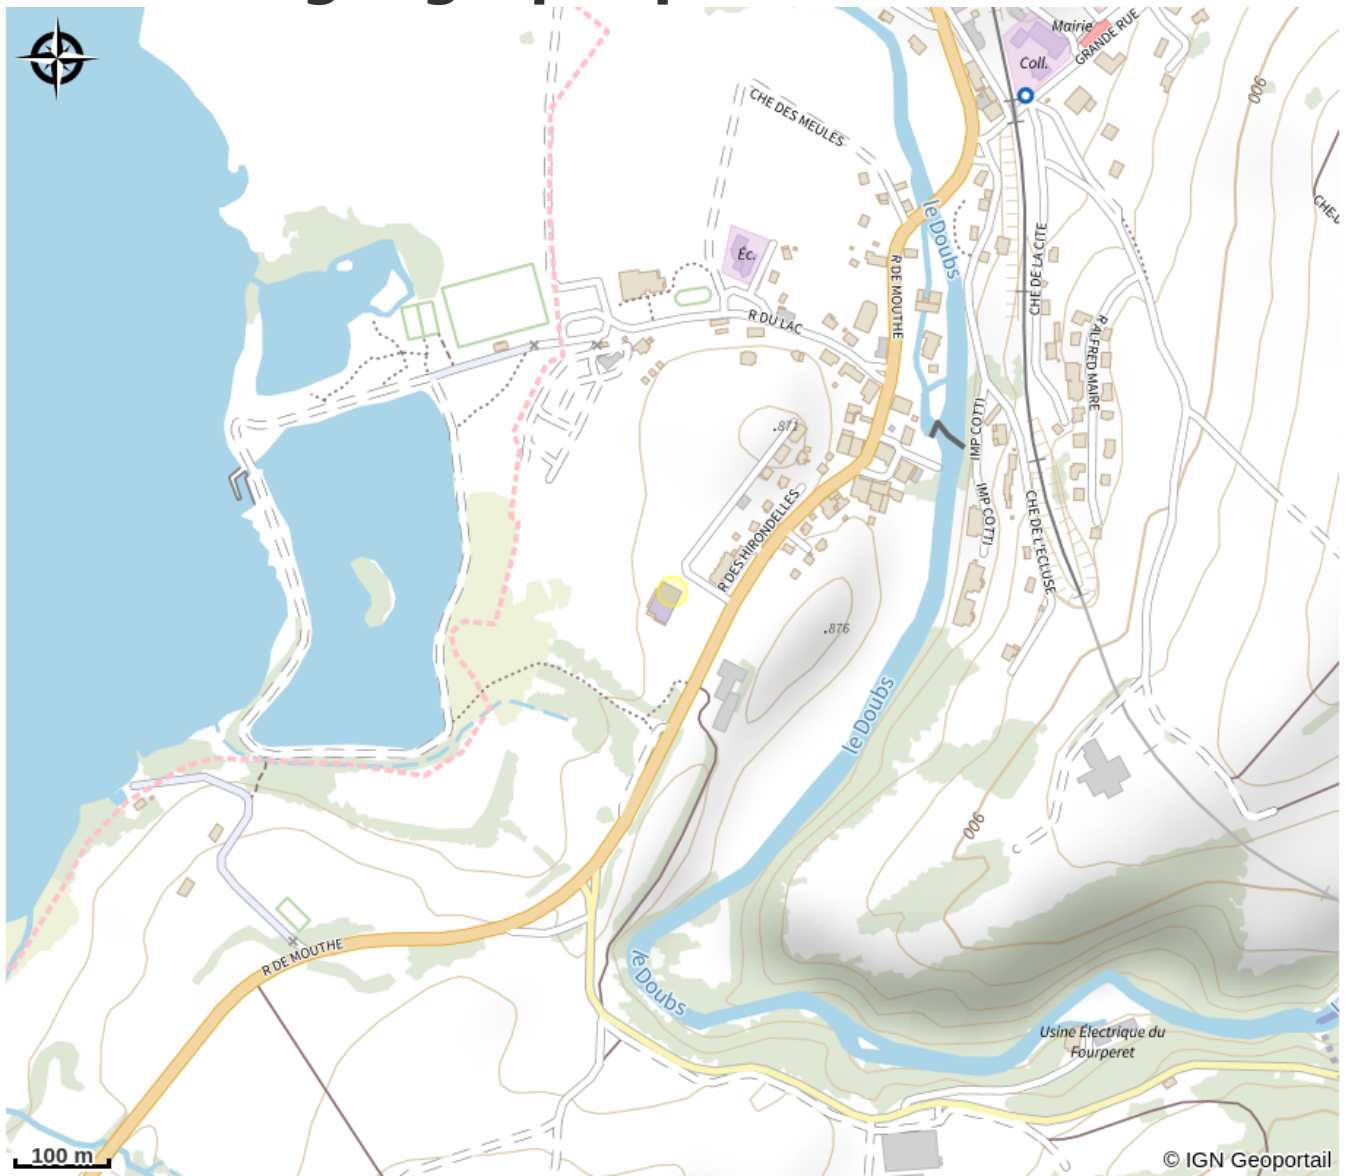 Mairie
GRANDE RUE
Coll.
900
CHE DES MEULES
CHE
le Doubs
CHE DE LA CITE
Éc.
R DE MOUTHE
R DU LAC
R ALFRED MAIRE
.871
IMP COTTI
IMP COTTI
CHE DE L'ECLUSE
R DES HIRONDELLES
.876
le Doubs
900
R DE MOUTHE
le Doubs
Usine Électrique du
Fourperet
100 m
© IGN Geoportail